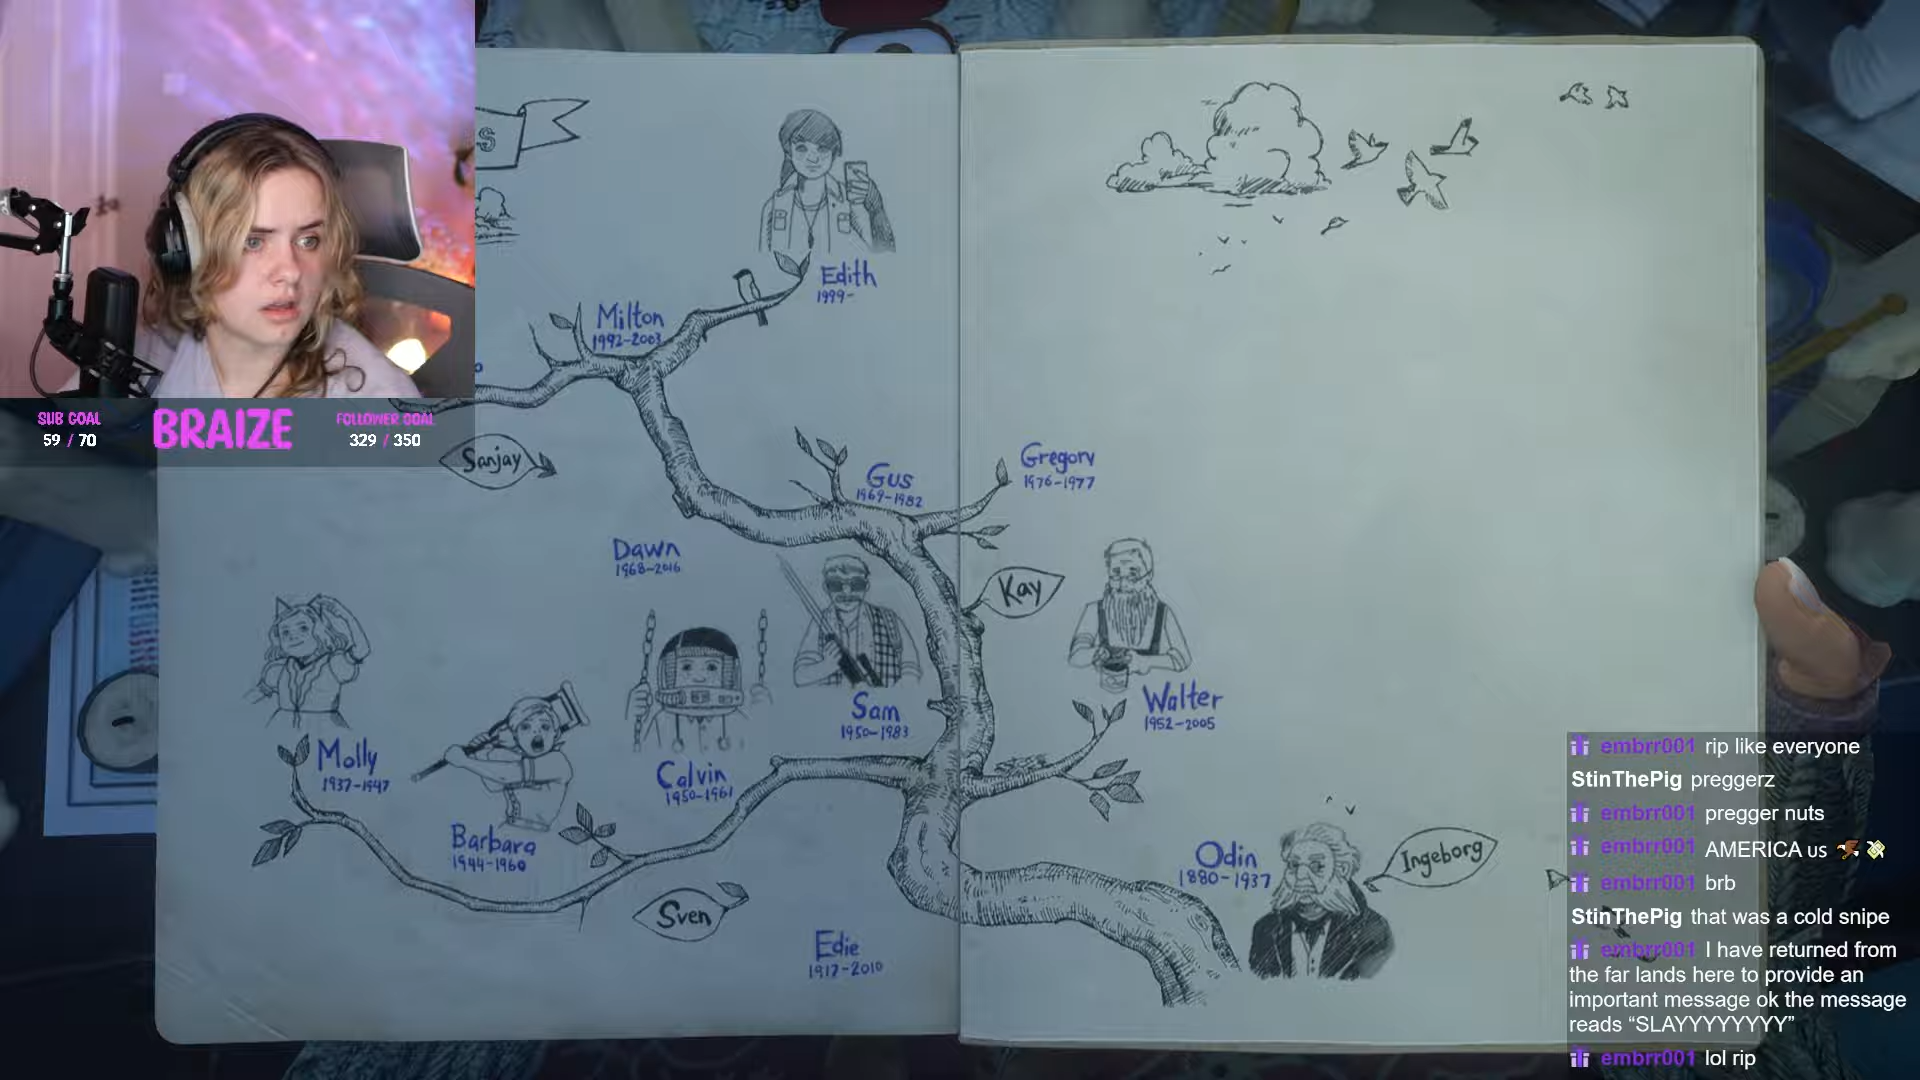 S
Edith
1999-
Milton
1992-2003
SUB GOAL
59 / 70
BRAIZE
FOLLOWER GOAL
329 / 350
Sanjay
Gus
1969-1982
Gregory
1976-1977
Dawn
1968-2016
Kay
Sam
1950-1983
Walter
1952-2005
Molly
1937-1947
Calvin
1950-1961
Barbara
1944-1960
Odin
1880-1937
Ingeborg
Sven
Edie
1917-2010
embrr001 rip like everyone
StinThePig preggerz
embrr001 pregger nuts
embrr001 AMERICA us 🦅 💸
embrr001 brb
StinThePig that was a cold snipe
embrr001 I have returned from
the far lands here to provide an
important message ok the message
reads “SLAYYYYYYYY”
embrr001 lol rip